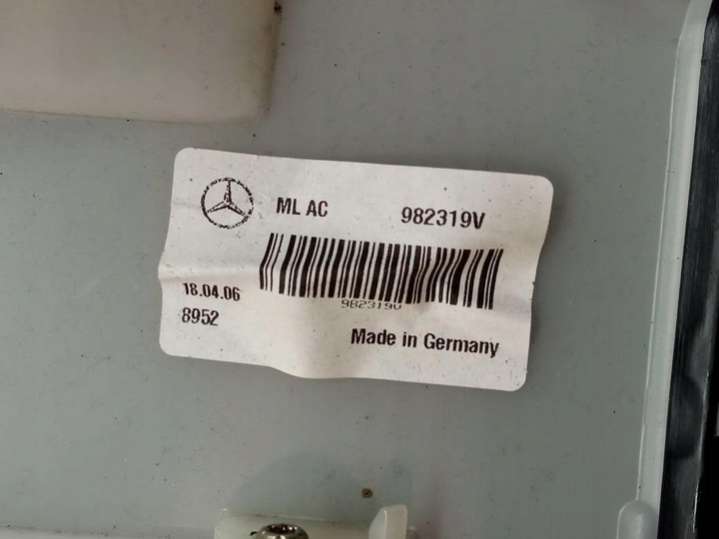 ML AC 982319V
982319V
18.04.06
8952
Made in Germany